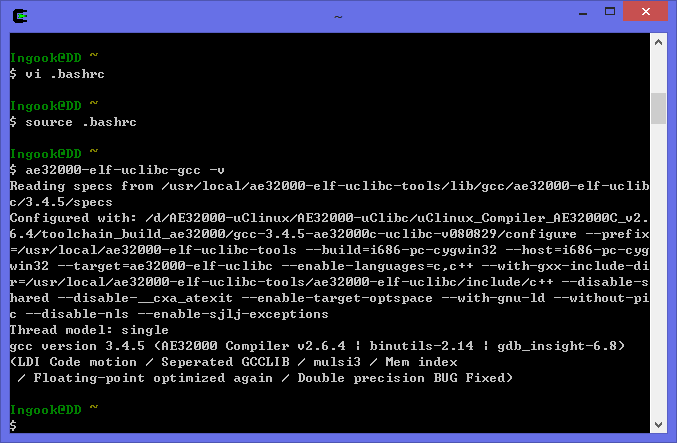 ~
Ingook@DD ~
$ vi .bashrc
Ingook@DD ~
$ source .bashrc
Ingook@DD ~
$ ae32000-elf-uclibc-gcc -v
Reading specs from /usr/local/ae32000-elf-uclibc-tools/lib/gcc/ae32000-elf-uclib
c/3.4.5/specs
Configured with: /d/AE32000-uClinux/AE32000-uClibc/uClinux_Compiler_AE32000C_v2.
6.4/toolchain_build_ae32000/gcc-3.4.5-ae32000c-uclibc-v080829/configure --prefix
=/usr/local/ae32000-elf-uclibc-tools --build=i686-pc-cygwin32 --host=i686-pc-cyg
win32 --target=ae32000-elf-uclibc --enable-languages=c,c++ --with-gxx-include-di
r=/usr/local/ae32000-elf-uclibc-tools/ae32000-elf-uclibc/include/c++ --disable-s
hared --disable-__cxa_atexit --enable-target-optspace --with-gnu-ld --without-pi
c --disable-nls --enable-sjlj-exceptions
Thread model: single
gcc version 3.4.5 (AE32000 Compiler v2.6.4 | binutils-2.14 | gdb_insight-6.8)
(LDI Code motion / Seperated GCCLIB / mulsi3 / Mem index
 / Floating-point optimized again / Double precision BUG Fixed)
Ingook@DD ~
$